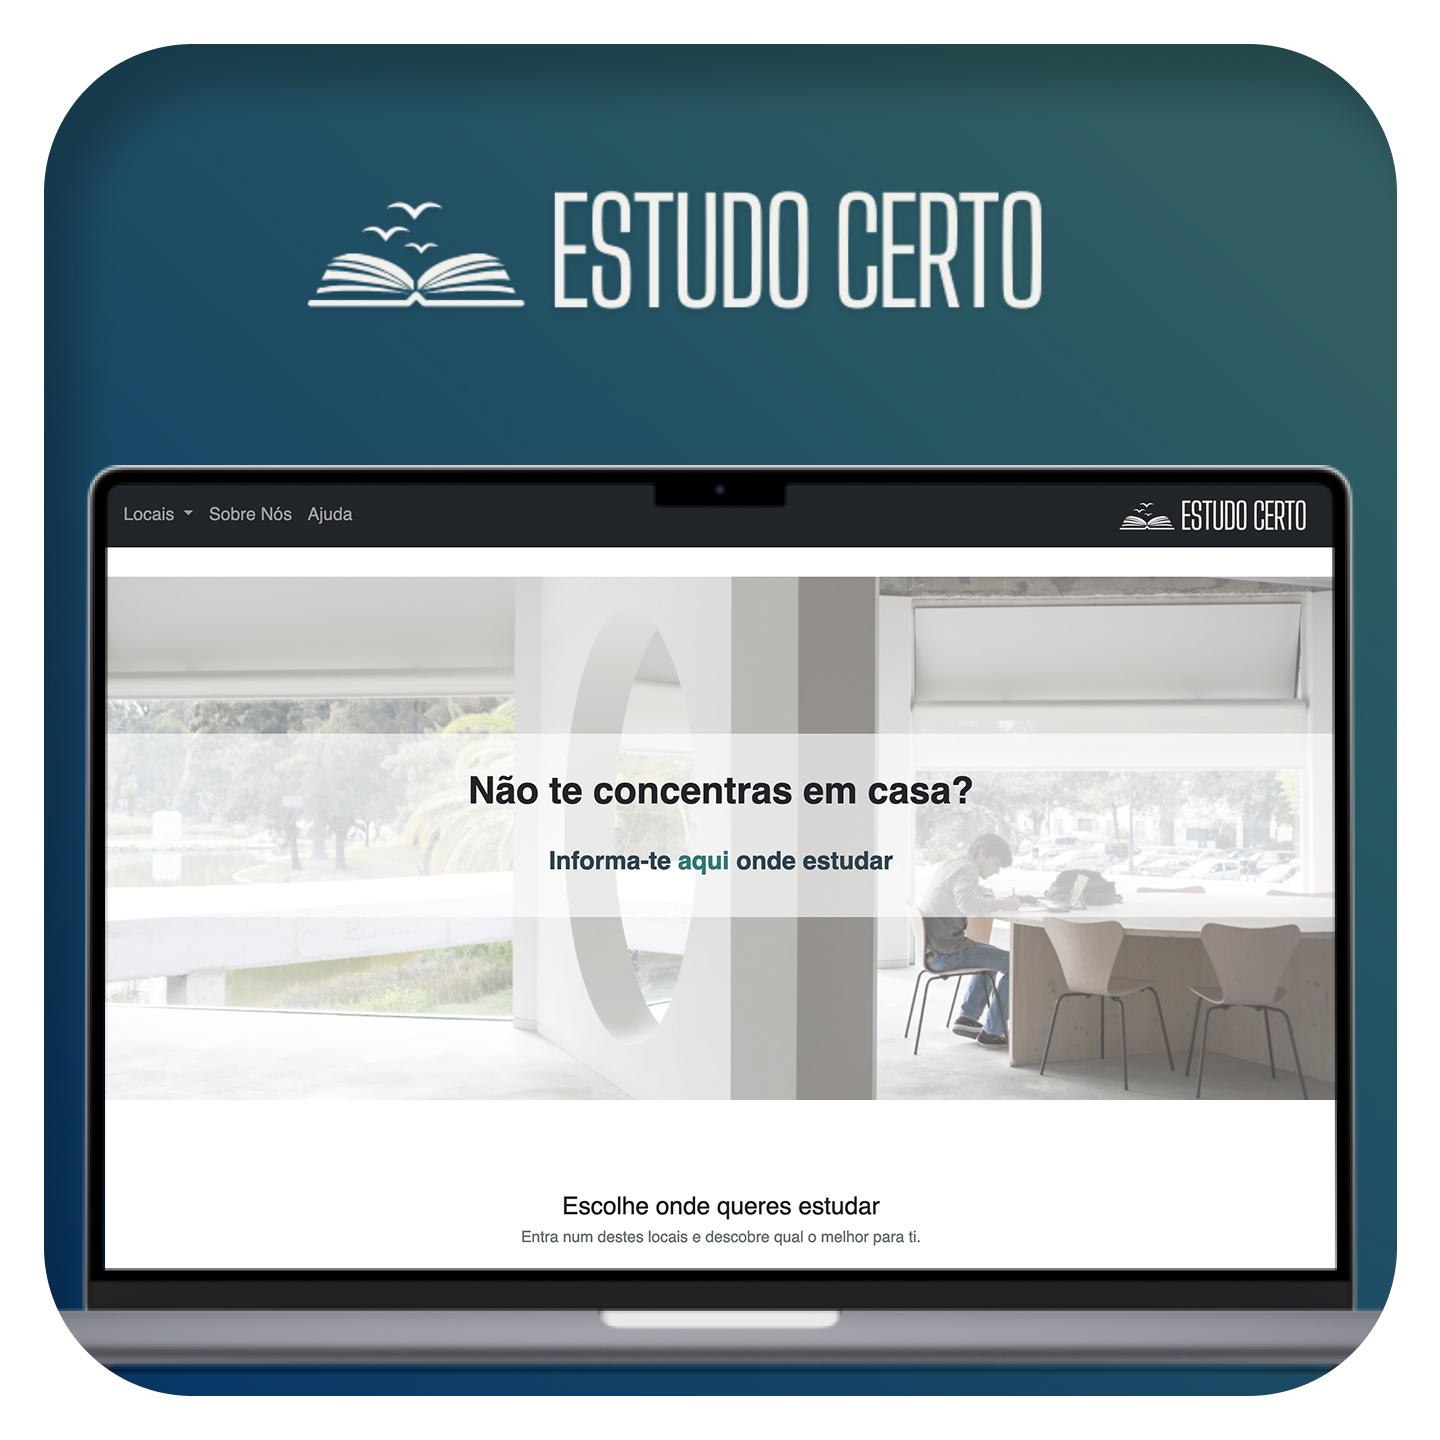 ESTUDO CERTO
Locais Sobre Nós Ajuda ESTUDO CERTO
Não te concentras em casa?
Informa-te aqui onde estudar
Escolhe onde queres estudar
Entra num destes locais e descobre qual o melhor para ti.